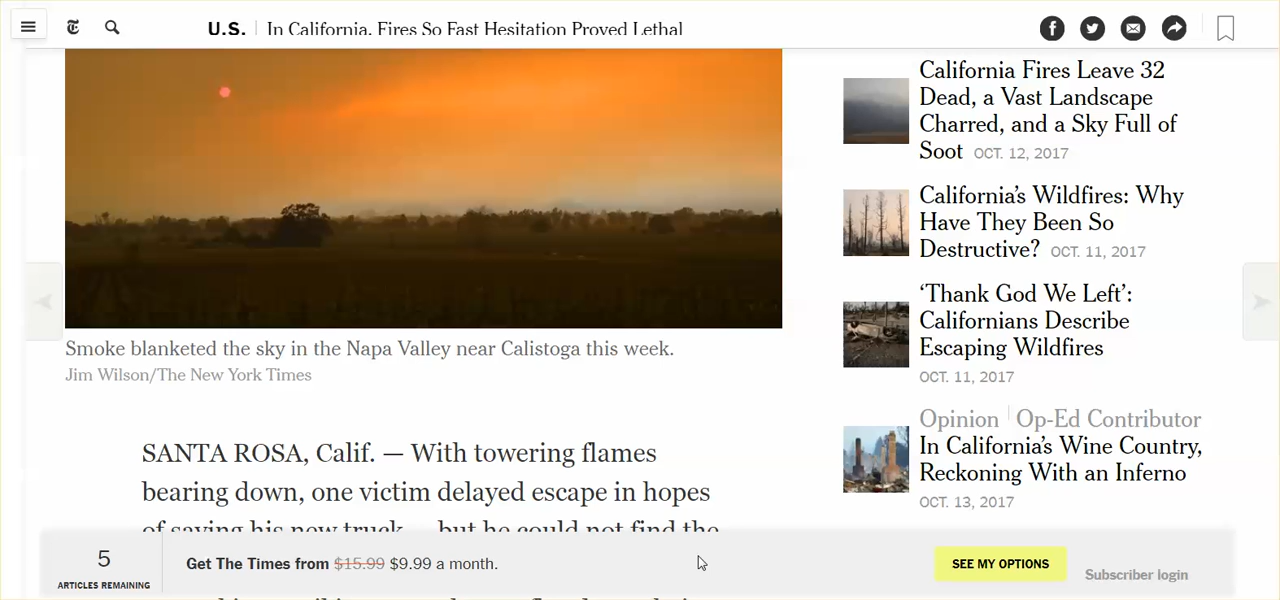 U.S. In California, Fires So Fast Hesitation Proved Lethal
Smoke blanketed the sky in the Napa Valley near Calistoga this week.
Jim Wilson/The New York Times
SANTA ROSA, Calif. — With towering flames
bearing down, one victim delayed escape in hopes
of saving his new truck — but he could not find the
California Fires Leave 32
Dead, a Vast Landscape
Charred, and a Sky Full of
Soot OCT. 12, 2017
California’s Wildfires: Why
Have They Been So
Destructive? OCT. 11, 2017
‘Thank God We Left’:
Californians Describe
Escaping Wildfires
OCT. 11, 2017
Opinion | Op-Ed Contributor
In California’s Wine Country,
Reckoning With an Inferno
OCT. 13, 2017
5
ARTICLES REMAINING
Get The Times from $15.99 $9.99 a month.
SEE MY OPTIONS
Subscriber login